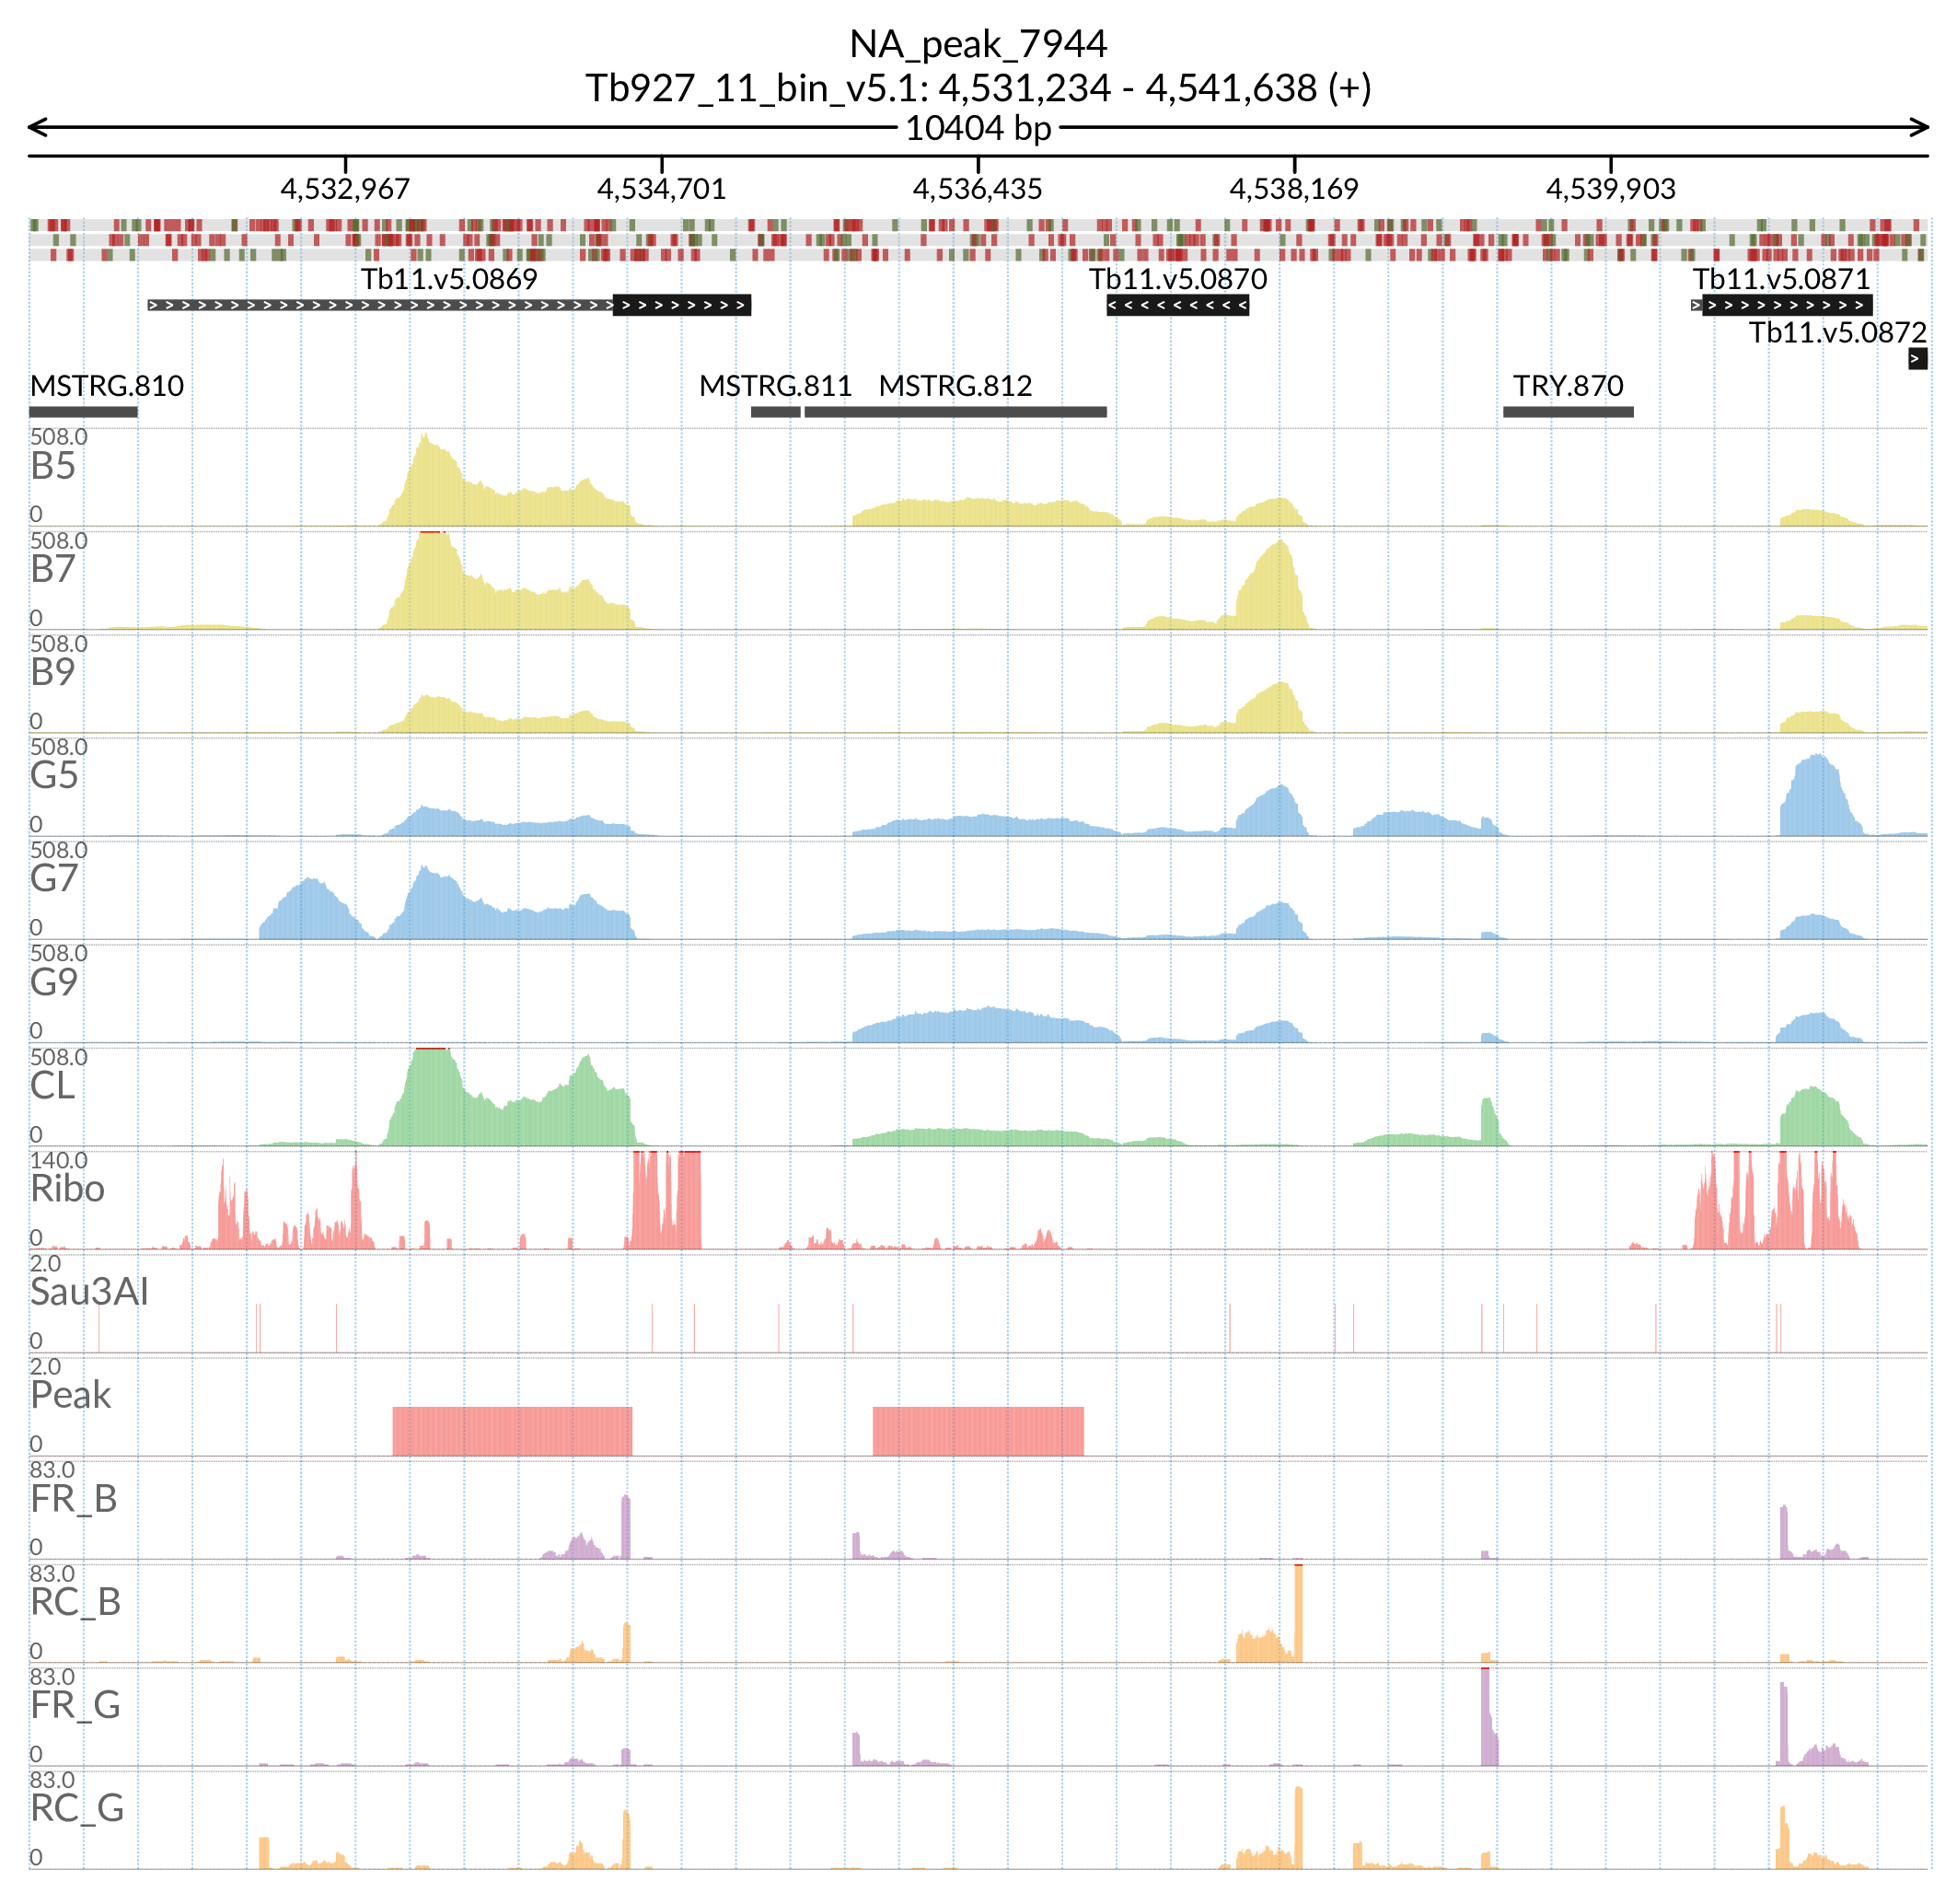 NA_peak_7944
Tb927_11_bin_v5.1: 4,531,234 - 4,541,638 (+)
10404 bp
4,532,967 4,534,701 4,536,435 4,538,169 4,539,903
Tb11.v5.0869 Tb11.v5.0870 Tb11.v5.0871
Tb11.v5.0872
MSTRG.810 MSTRG.811 MSTRG.812 TRY.870
508.0
B5
0
508.0
B7
0
508.0
B9
0
508.0
G5
0
508.0
G7
0
508.0
G9
0
508.0
CL
0
140.0
Ribo
0
2.0
Sau3AI
0
2.0
Peak
0
83.0
FR_B
0
83.0
RC_B
0
83.0
FR_G
0
83.0
RC_G
0